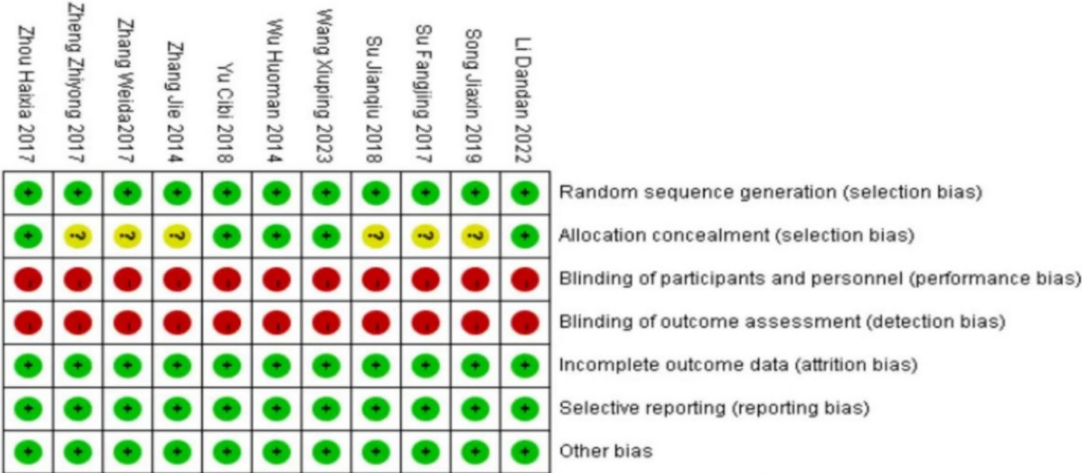 Zhou Haixia 2017
Zheng Zhiyong 2017
Zhang Weida2017
Zhang Jie 2014
Yu Cibi 2018
Wu Huoman 2014
Wang Xiuping 2023
Su Jianqiu 2018
Su Fangjing 2017
Song Jiaxin 2019
Li Dandan 2022
+ + + + + + + + + + + Random sequence generation (selection bias)
+ ? ? ? + + + ? ? ? + Allocation concealment (selection bias)
- - - - - - - - - - - Blinding of participants and personnel (performance bias)
- - - - - - - - - - - Blinding of outcome assessment (detection bias)
+ + + + + + + + + + + Incomplete outcome data (attrition bias)
+ + + + + + + + + + + Selective reporting (reporting bias)
+ + + + + + + + + + + Other bias